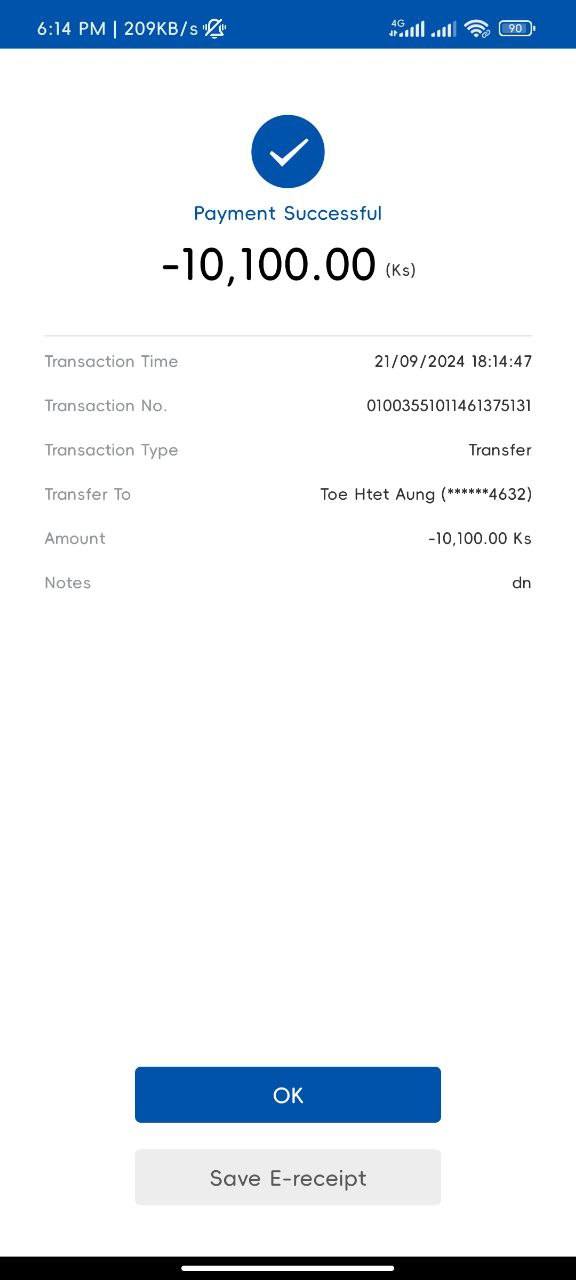 6:14 PM | 209KB/s 4G 90
Payment Successful
-10,100.00 (Ks)
Transaction Time 21/09/2024 18:14:47
Transaction No. 01003551011461375131
Transaction Type Transfer
Transfer To Toe Htet Aung (******4632)
Amount -10,100.00 Ks
Notes dn
OK
Save E-receipt